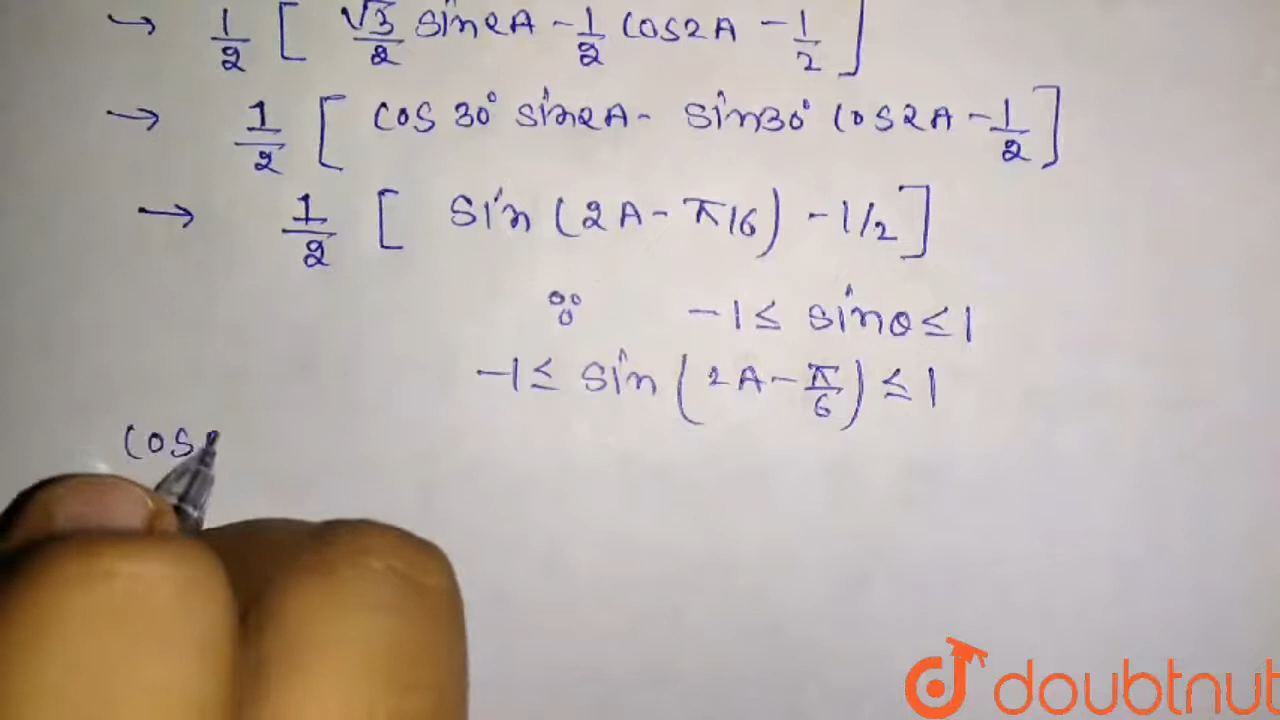 → 1/2 [ √3/2 sin2A - 1/2 cos2A - 1/2 ]
→ 1/2 [ cos 30° sin2A - sin30° cos2A - 1/2 ]
→ 1/2 [ sin (2A - π/6) - 1/2 ]
∵ -1 ≤ sinθ ≤ 1
-1 ≤ sin (2A - π/6) ≤ 1
cos
doubtnut